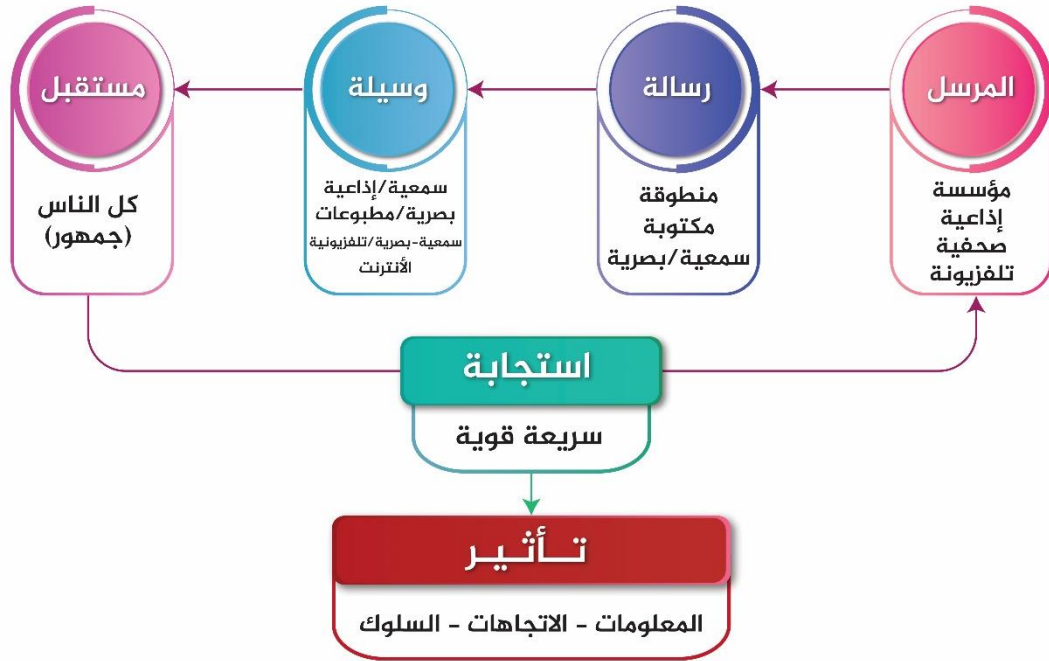 المرسل
مؤسسة
إذاعية
صحفية
تلفزيونة
رسالة
منطوقة
مكتوبة
سمعية/بصرية
وسيلة
سمعية/إذاعية
بصرية/مطبوعات
سمعية-بصرية/تلفزيونية
الأنترنت
مستقبل
كل الناس
(جمهور)
استجابة
سريعة قوية
تــأثــيــر
المعلومات - الاتجاهات - السلوك